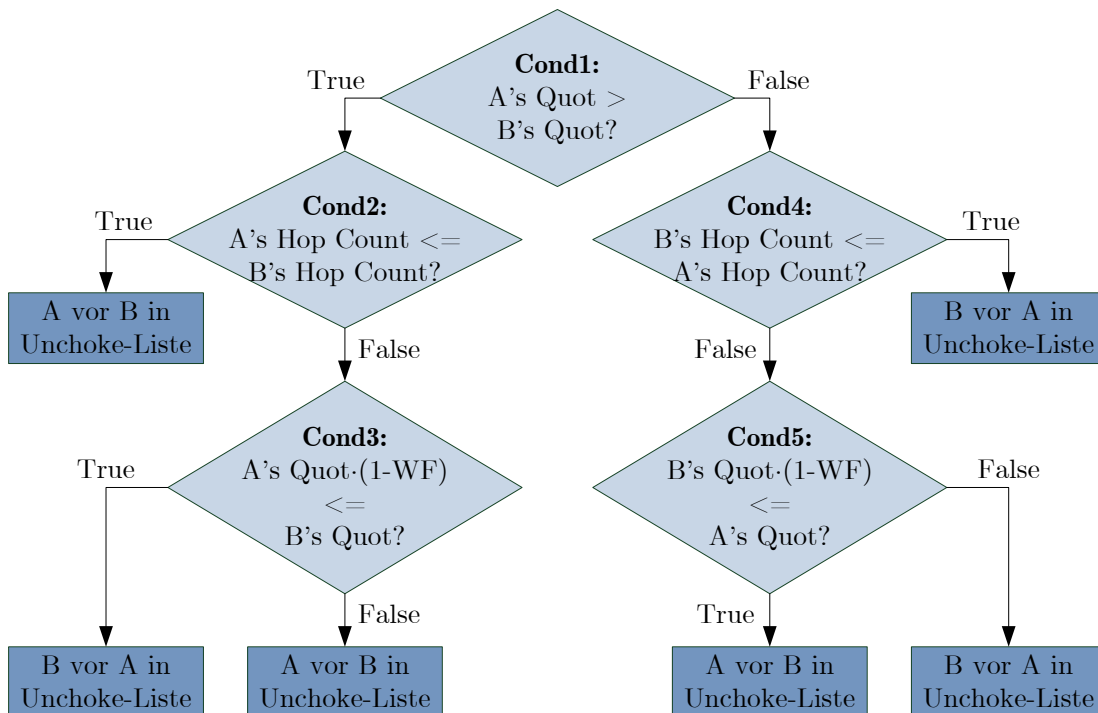 Cond1:
A's Quot >
B's Quot?
True
False
Cond2:
A's Hop Count <=
B's Hop Count?
Cond4:
B's Hop Count <=
A's Hop Count?
True
True
A vor B in
Unchoke-Liste
B vor A in
Unchoke-Liste
False
False
Cond3:
A's Quot·(1-WF)
<=
B's Quot?
Cond5:
B's Quot·(1-WF)
<=
A's Quot?
True
False
False
True
B vor A in
Unchoke-Liste
A vor B in
Unchoke-Liste
A vor B in
Unchoke-Liste
B vor A in
Unchoke-Liste